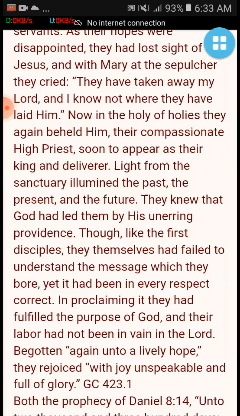 93% 6:33 AM
No internet connection
servants. As their hopes were
disappointed, they had lost sight of
Jesus, and with Mary at the sepulcher
they cried: “They have taken away my
Lord, and I know not where they have
laid Him.” Now in the holy of holies they
again beheld Him, their compassionate
High Priest, soon to appear as their
king and deliverer. Light from the
sanctuary illumined the past, the
present, and the future. They knew that
God had led them by His unerring
providence. Though, like the first
disciples, they themselves had failed to
understand the message which they
bore, yet it had been in every respect
correct. In proclaiming it they had
fulfilled the purpose of God, and their
labor had not been in vain in the Lord.
Begotten “again unto a lively hope,”
they rejoiced “with joy unspeakable and
full of glory.” GC 423.1
Both the prophecy of Daniel 8:14, “Unto